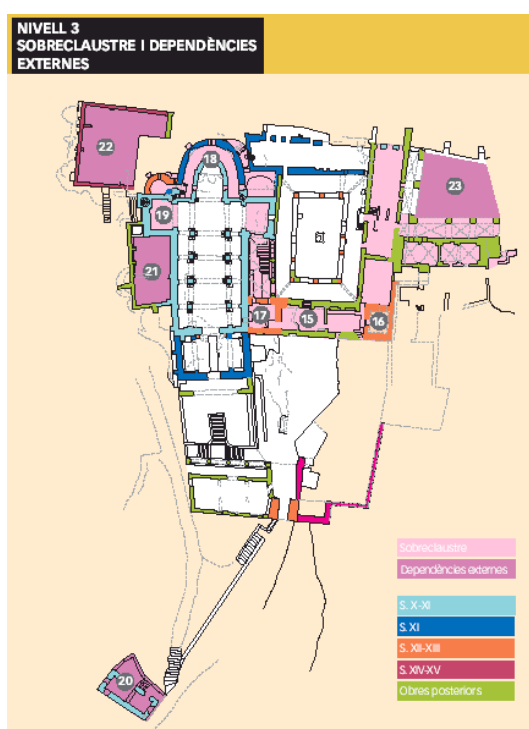 NIVELL 3
SOBRECLAUSTRE I DEPENDÈNCIES
EXTERNES
22
18
23
19
21
17
15
16
20
Sobreclaustre
Dependències externes
S. X-XI
S. XI
S. XII-XIII
S. XIV-XV
Obres posteriors